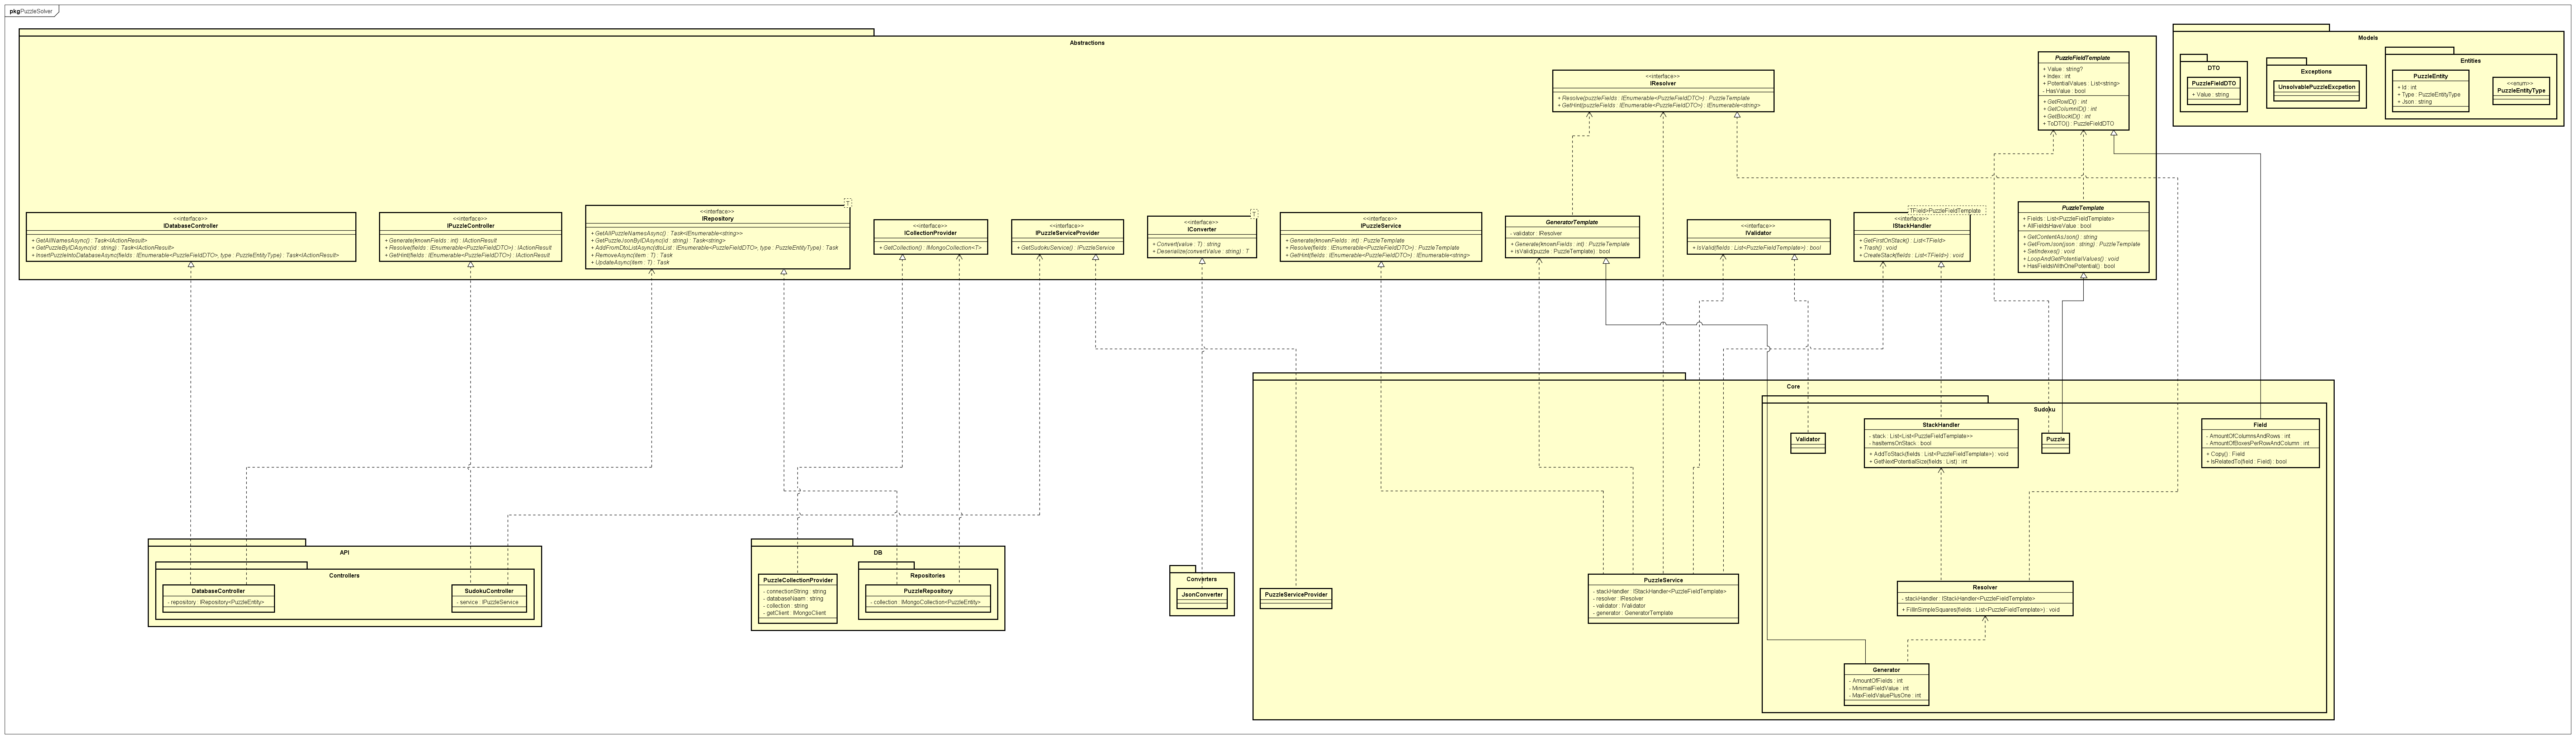 pkg PuzzleSolver
Abstractions
<<interface>>
IResolver
+ Resolve(puzzleFields : IEnumerable<PuzzleFieldDTO>) : PuzzleTemplate
+ GetHint(puzzleFields : IEnumerable<PuzzleFieldDTO>) : IEnumerable<string>
PuzzleFieldTemplate
+ Value : string?
+ Index : int
+ PotentialValues : List<string>
- HasValue : bool
+ GetRowID() : int
+ GetColumnID() : int
+ GetBlockID() : int
+ ToDTO() : PuzzleFieldDTO
Models
DTO
PuzzleFieldDTO
+ Value : string
Exceptions
UnsolvablePuzzleExcpetion
Entities
PuzzleEntity
+ Id : int
+ Type : PuzzleEntityType
+ Json : string
<<enum>>
PuzzleEntityType
<<interface>>
IDatabaseController
+ GetAllNamesAsync() : Task<IActionResult>
+ GetPuzzleByIDAsync(id : string) : Task<IActionResult>
+ InsertPuzzleIntoDatabaseAsync(fields : IEnumerable<PuzzleFieldDTO>, type : PuzzleEntityType) : Task<IActionResult>
<<interface>>
IPuzzleController
+ Generate(knownFields : int) : IActionResult
+ Resolve(fields : IEnumerable<PuzzleFieldDTO>) : IActionResult
+ GetHint(fields : IEnumerable<PuzzleFieldDTO>) : IActionResult
T
<<interface>>
IRepository
+ GetAllPuzzleNamesAsync() : Task<IEnumerable<string>>
+ GetPuzzleJsonByIDAsync(id : string) : Task<string>
+ AddFromDtoListAsync(dtoList : IEnumerable<PuzzleFieldDTO>, type : PuzzleEntityType) : Task
+ RemoveAsync(item : T) : Task
+ UpdateAsync(item : T) : Task
<<interface>>
ICollectionProvider
+ GetCollection() : IMongoCollection<T>
<<interface>>
IPuzzleServiceProvider
+ GetSudokuService() : IPuzzleService
T
<<interface>>
IConverter
+ Convert(value : T) : string
+ Deserialize(convertValue : string) : T
<<interface>>
IPuzzleService
+ Generate(knownFields : int) : PuzzleTemplate
+ Resolve(fields : IEnumerable<PuzzleFieldDTO>) : PuzzleTemplate
+ GetHint(fields : IEnumerable<PuzzleFieldDTO>) : IEnumerable<string>
GeneratorTemplate
- validator : IResolver
+ Generate(knownFields : int) : PuzzleTemplate
+ isValid(puzzle : PuzzleTemplate) : bool
<<interface>>
IValidator
+ IsValid(fields : List<PuzzleFieldTemplate>) : bool
TField>PuzzleFieldTemplate
<<interface>>
IStackHandler
+ GetFirstOnStack() : List<TField>
+ Trash() : void
+ CreateStack(fields : List<TField>) : void
PuzzleTemplate
+ Fields : List<PuzzleFieldTemplate>
+ AllFieldsHaveValue : bool
+ GetContentAsJson() : string
+ GetFromJson(json : string) : PuzzleTemplate
+ SetIndexes() : void
+ LoopAndGetPotentialValues() : void
+ HasFieldsWithOnePotential() : bool
Core
Sudoku
Validator
StackHandler
- stack : List<List<PuzzleFieldTemplate>>
- hasItemsOnStack : bool
+ AddToStack(fields : List<PuzzleFieldTemplate>) : void
+ GetNextPotentialSize(fields : List) : int
Puzzle
Field
- AmountOfColumnsAndRows : int
- AmountOfBoxesPerRowAndColumn : int
+ Copy() : Field
+ IsRelatedTo(field : Field) : bool
API
Controllers
DatabaseController
- repository : IRepository<PuzzleEntity>
SudokuController
- service : IPuzzleService
DB
PuzzleCollectionProvider
- connectionString : string
- databaseNaam : string
- collection : string
- getClient : IMongoClient
Repositories
PuzzleRepository
- collection : IMongoCollection<PuzzleEntity>
Converters
JsonConverter
PuzzleServiceProvider
PuzzleService
- stackHandler : IStackHandler<PuzzleFieldTemplate>
- resolver : IResolver
- validator : IValidator
- generator : GeneratorTemplate
Resolver
- stackHandler : IStackHandler<PuzzleFieldTemplate>
+ FillInSimpleSquares(fields : List<PuzzleFieldTemplate>) : void
Generator
- AmountOfFields : int
- MinimalFieldValue : int
- MaxFieldValuePlusOne : int